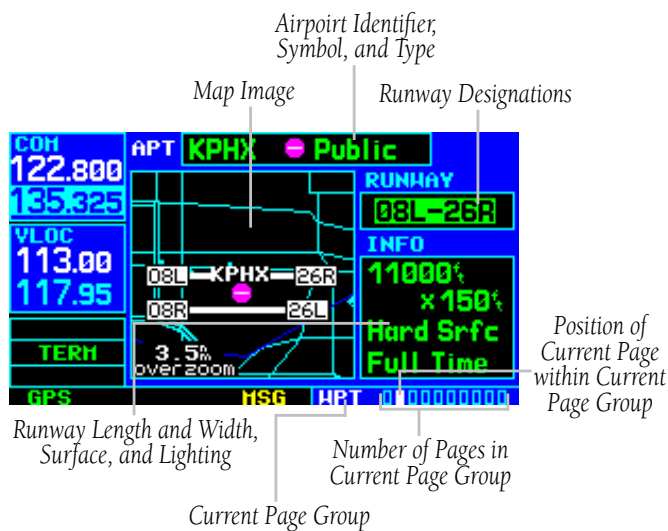 Airpoirt Identifier,
Symbol, and Type
Map Image
Runway Designations
COM
122.800
135.325
VLOC
113.00
117.95
TERM
GPS
APT KPHX Public
08L KPHX 26R
08R 26L
3.5nm
overzoom
RUNWAY
08L-26R
INFO
11000ft
x150ft
Hard Srfc
Full Time
MSG WPT
Position of
Current Page
within Current
Page Group
Runway Length and Width,
Surface, and Lighting
Number of Pages in
Current Page Group
Current Page Group